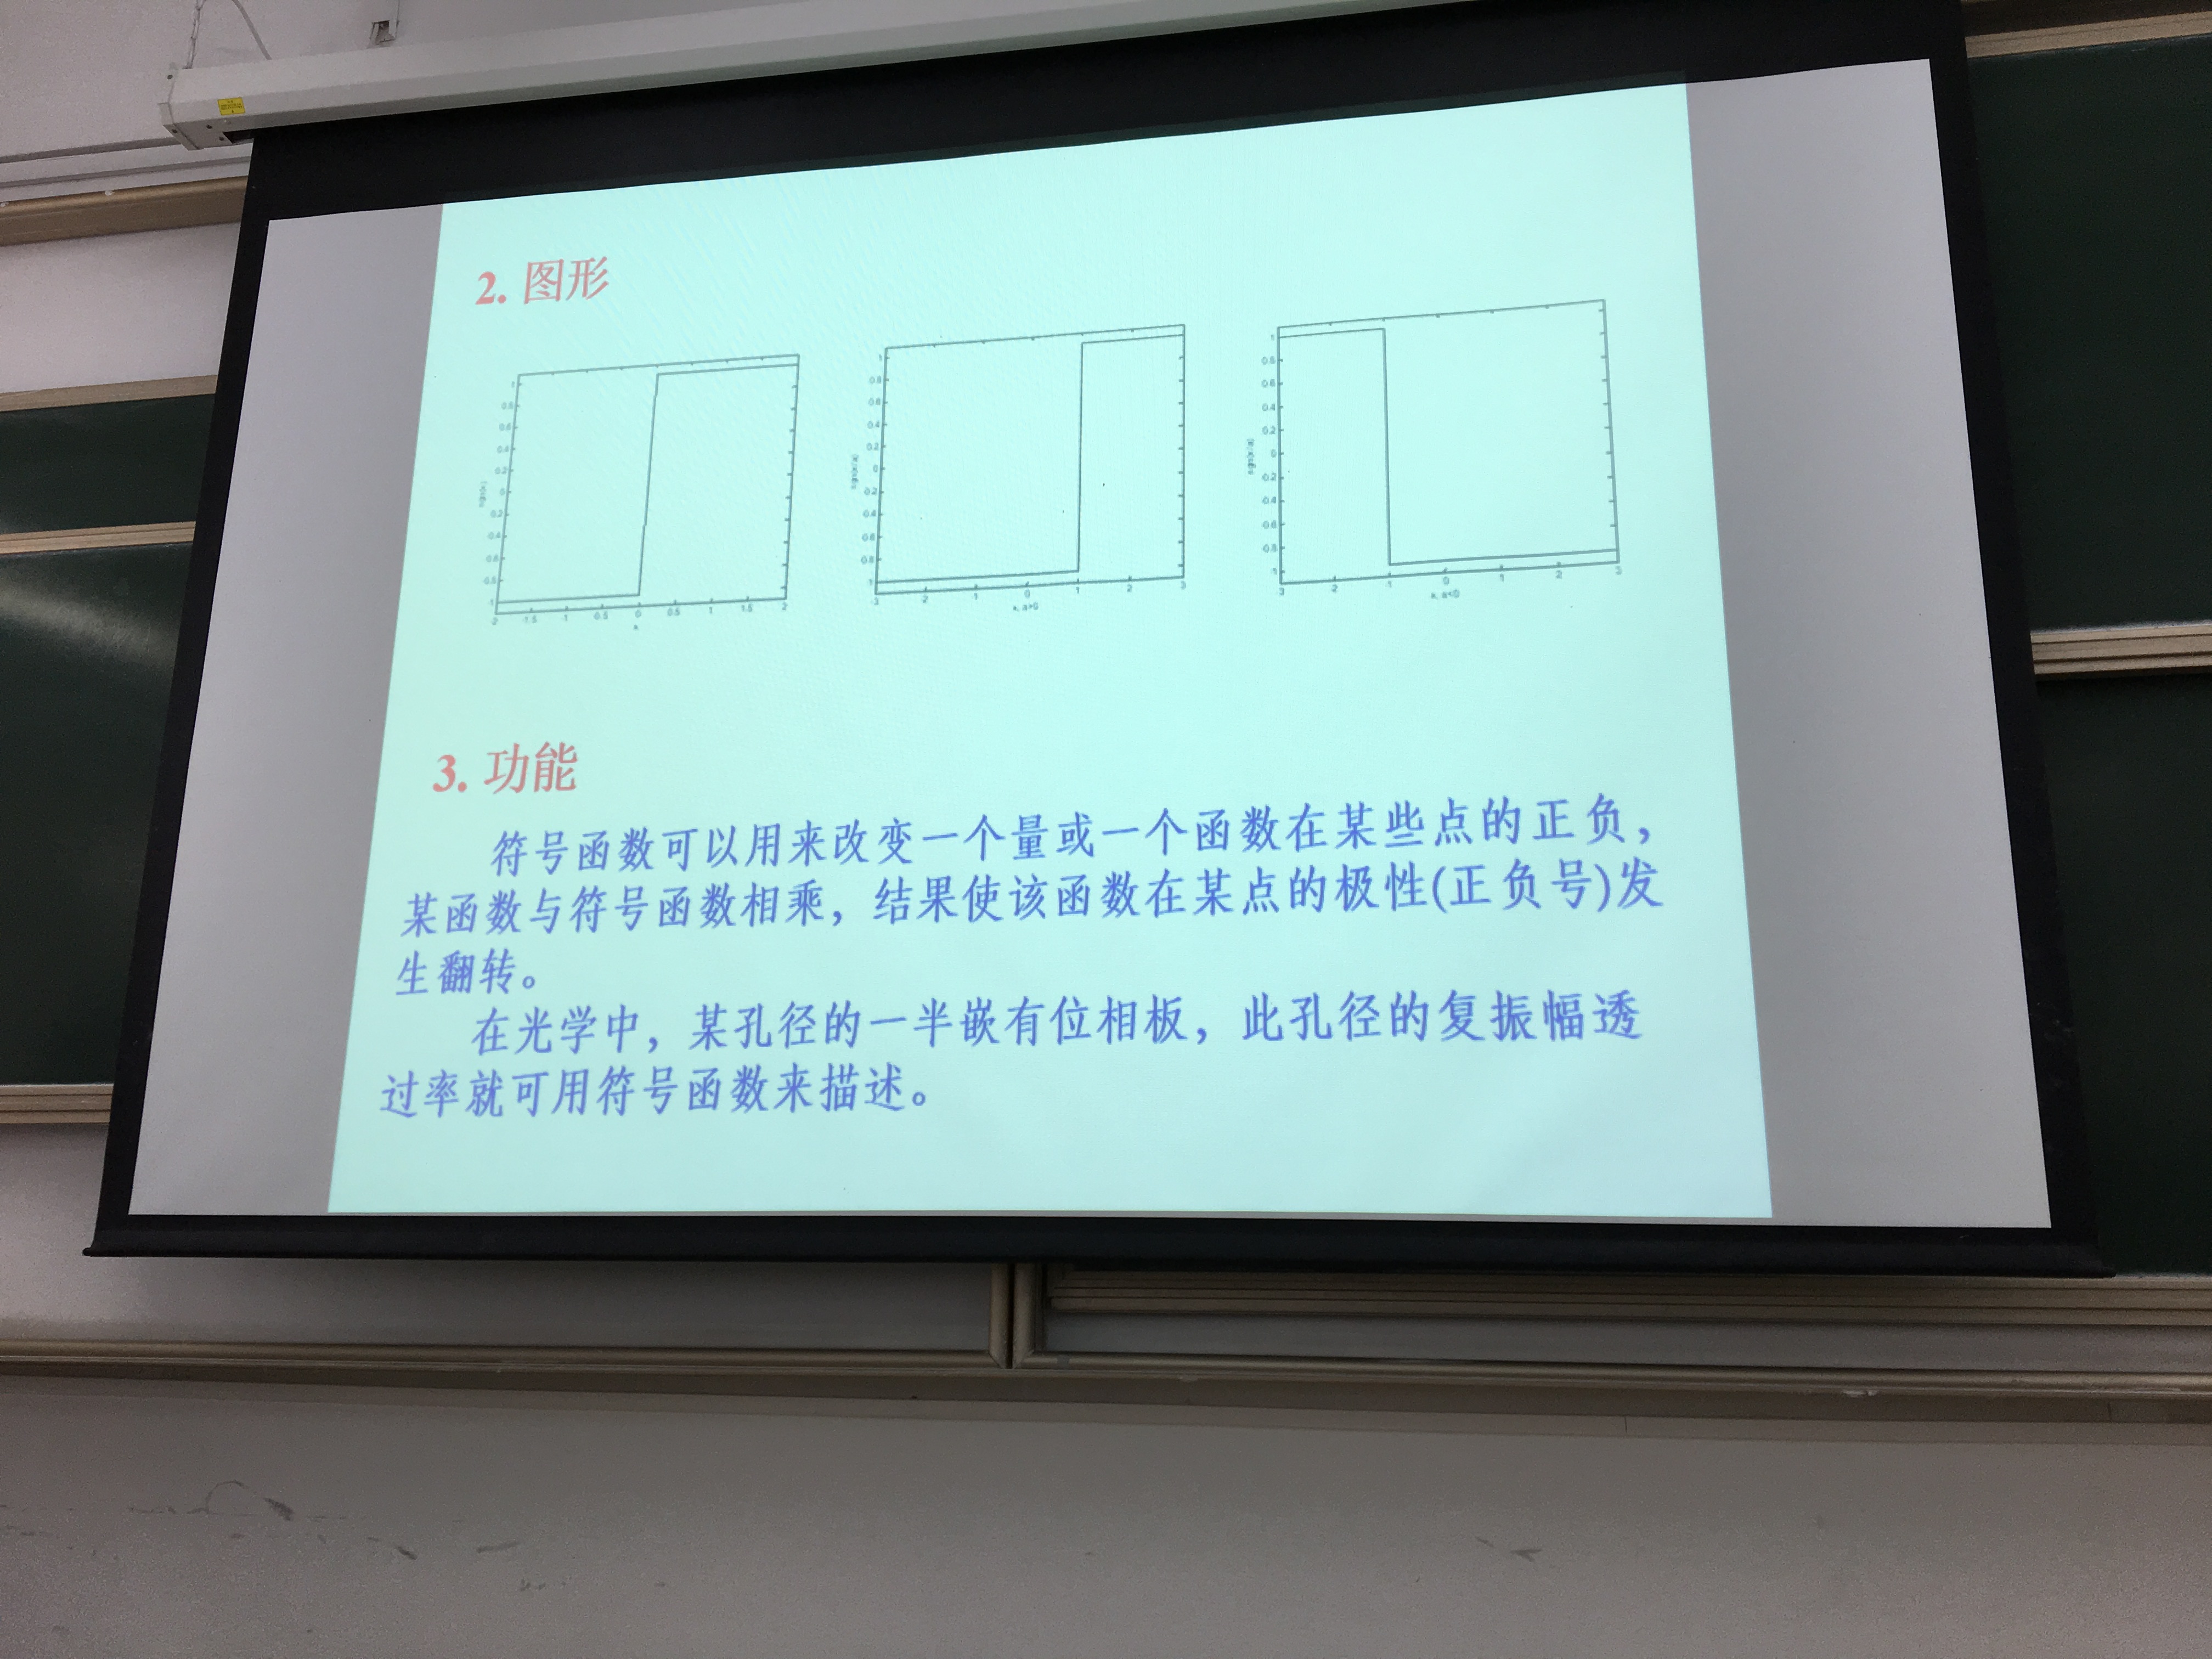 2. 图形
x
x, a>0
x, a<0
3. 功能
符号函数可以用来改变一个量或一个函数在某些点的正负，
某函数与符号函数相乘，结果使该函数在某点的极性(正负号)发
生翻转。
在光学中，某孔径的一半嵌有位相板，此孔径的复振幅透
过率就可用符号函数来描述。